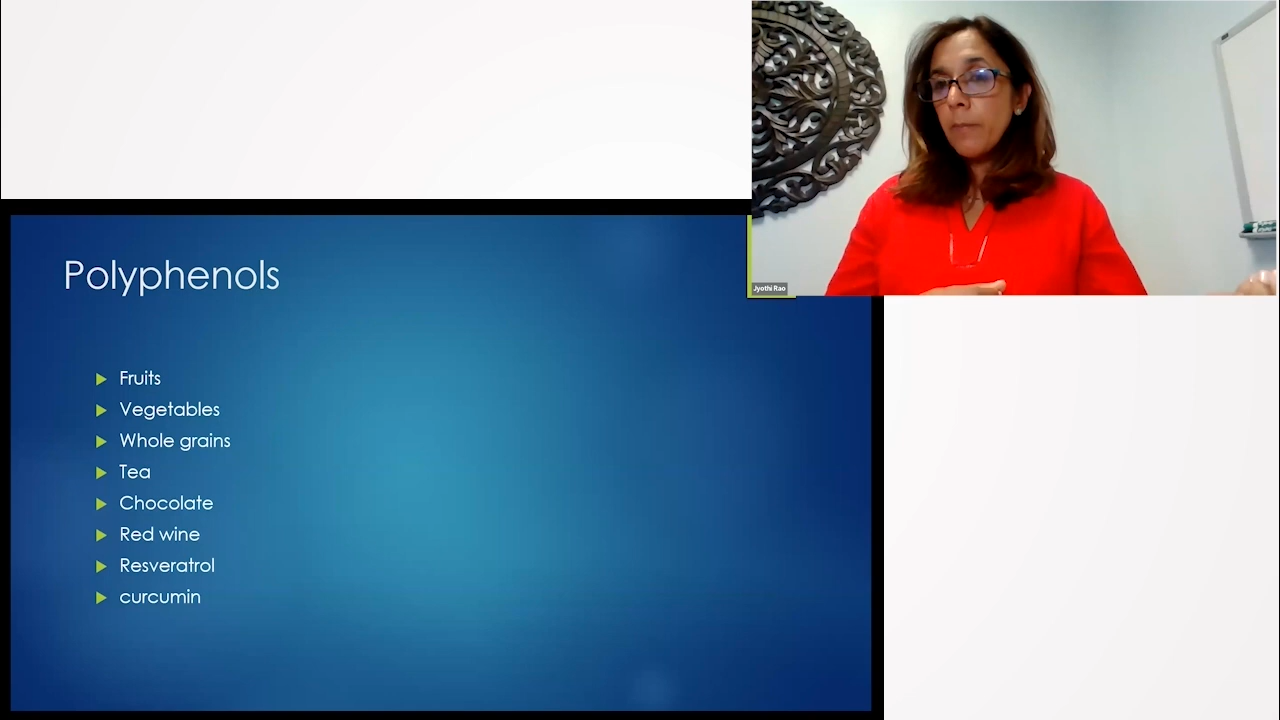 Jyothi Rao
Polyphenols
Fruits
Vegetables
Whole grains
Tea
Chocolate
Red wine
Resveratrol
curcumin